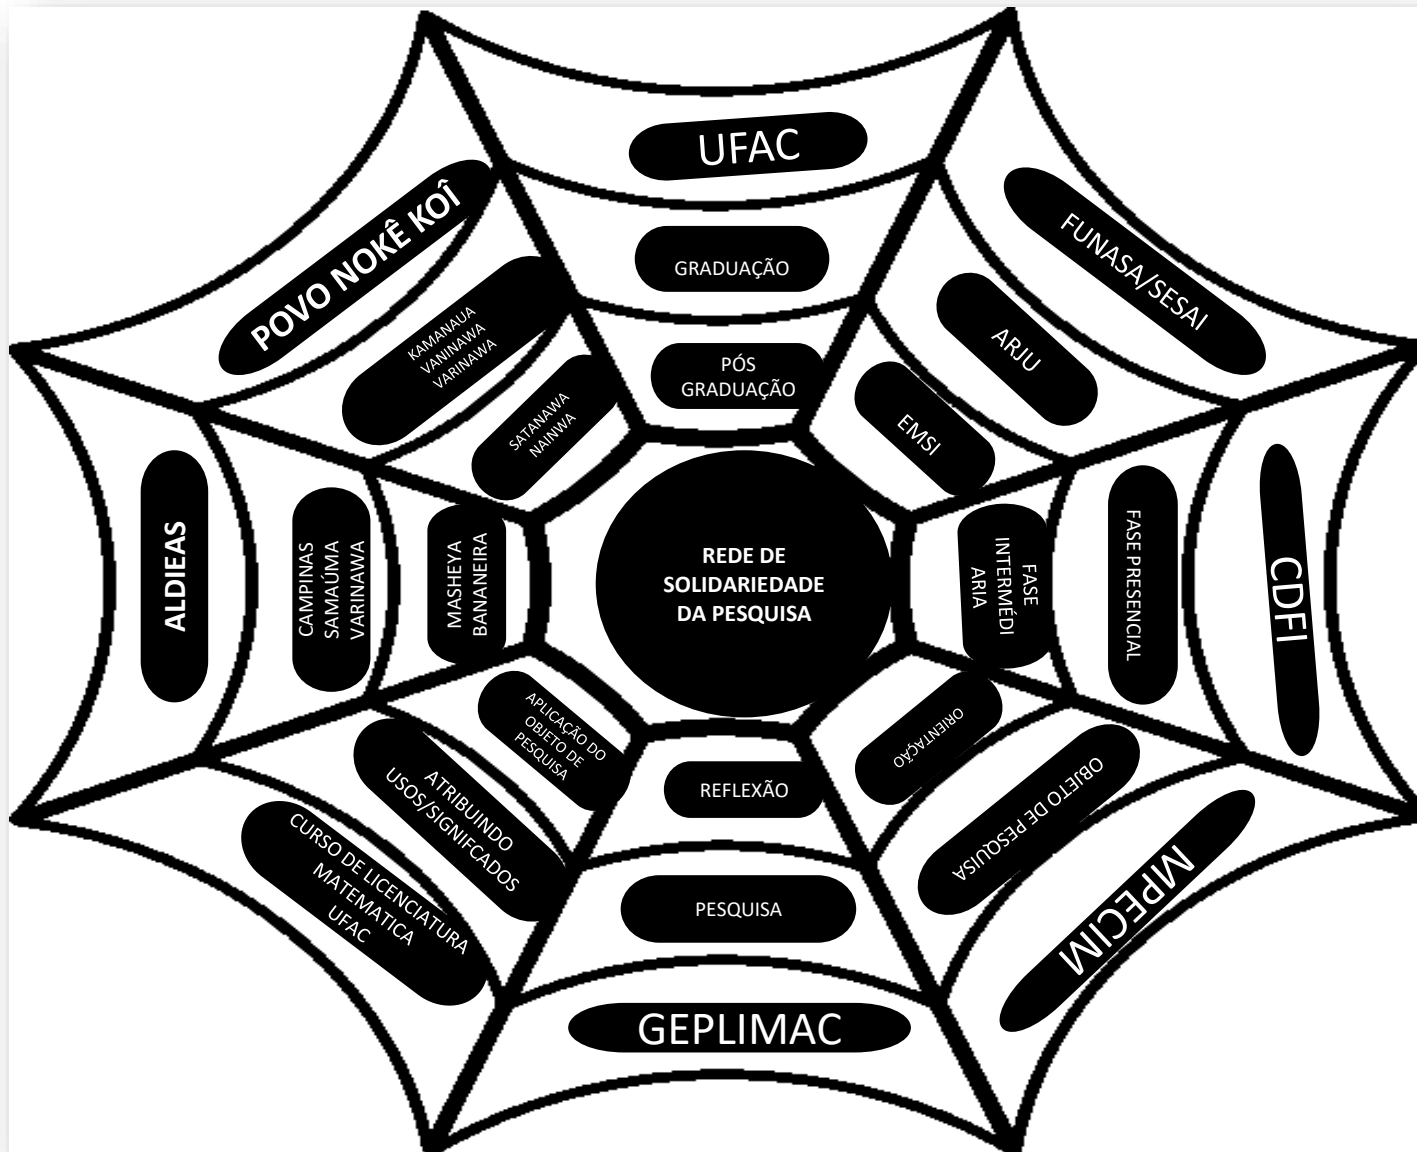 UFAC
GRADUAÇÃO
PÓS
GRADUAÇÃO
FUNASA/SESAI
ARJU
EMSI
CDFI
FASE PRESENCIAL
FASE
INTERMÉDI
ARIA
MPECIM
OBJETO DE PESQUISA
ORIENTAÇÃO
GEPLIMAC
PESQUISA
REFLEXÃO
CURSO DE LICENCIATURA
MATEMATICA
UFAC
ATRIBUINDO
USOS/SIGNIFCADOS
APLICAÇÃO DO
OBJETO DE
PESQUISA
ALDIEAS
CAMPINAS
SAMAÚMA
VARINAWA
MASHEYA
BANANEIRA
POVO NOKÊ KOÎ
KAMANAUA
VANINAWA
VARINAWA
SATANAWA
NAINWA
REDE DE
SOLIDARIEDADE
DA PESQUISA